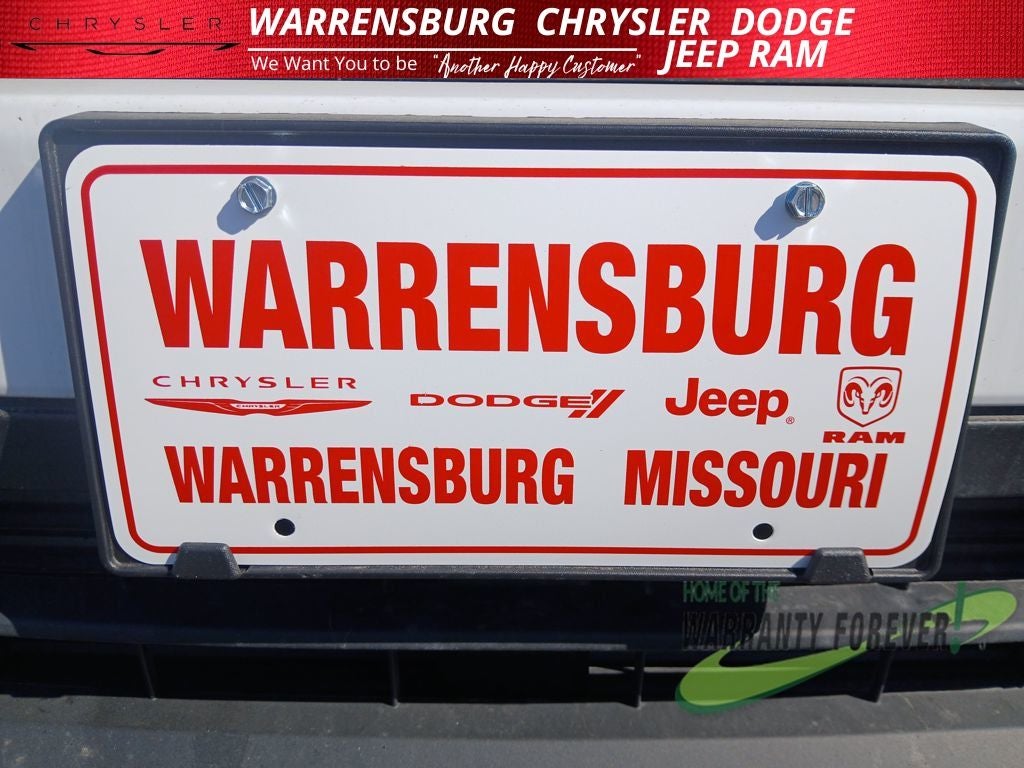 CHRYSLER
WARRENSBURG CHRYSLER DODGE
JEEP RAM
We Want You to be "Another Happy Customer"
WARRENSBURG
CHRYSLER
CHRYSLER
DODGE
Jeep®
RAM
WARRENSBURG MISSOURI
HOME OF THE
WARRANTY FOREVER!